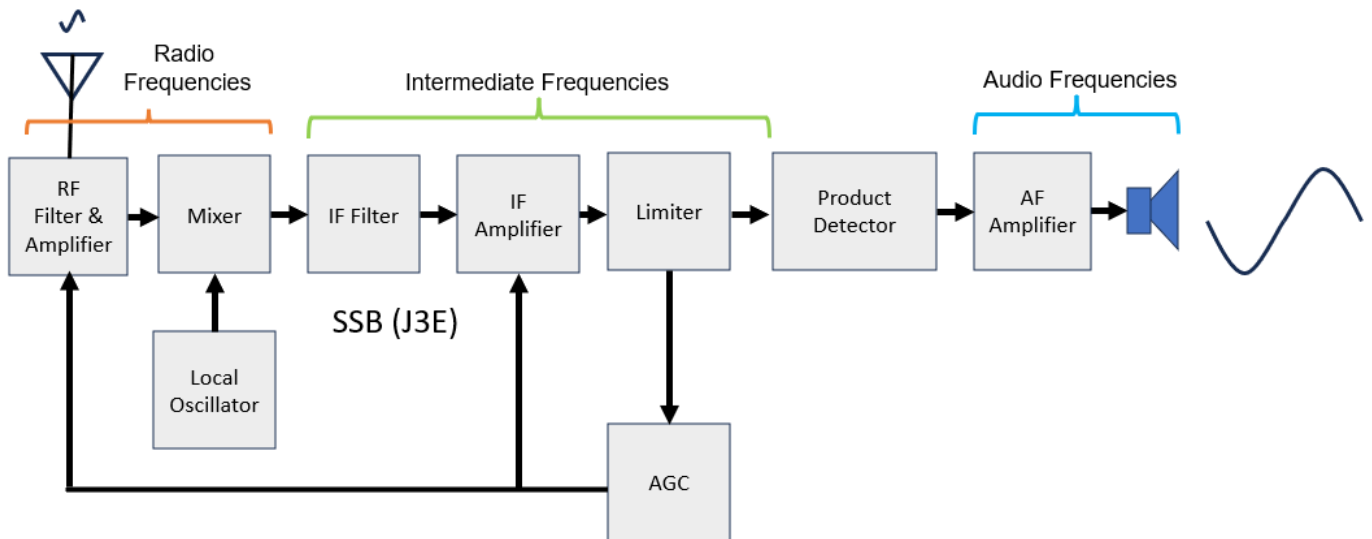 Radio
Frequencies
Intermediate Frequencies
Audio Frequencies
RF
Filter &
Amplifier
Mixer
IF Filter
IF
Amplifier
Limiter
Product
Detector
AF
Amplifier
SSB (J3E)
Local
Oscillator
AGC